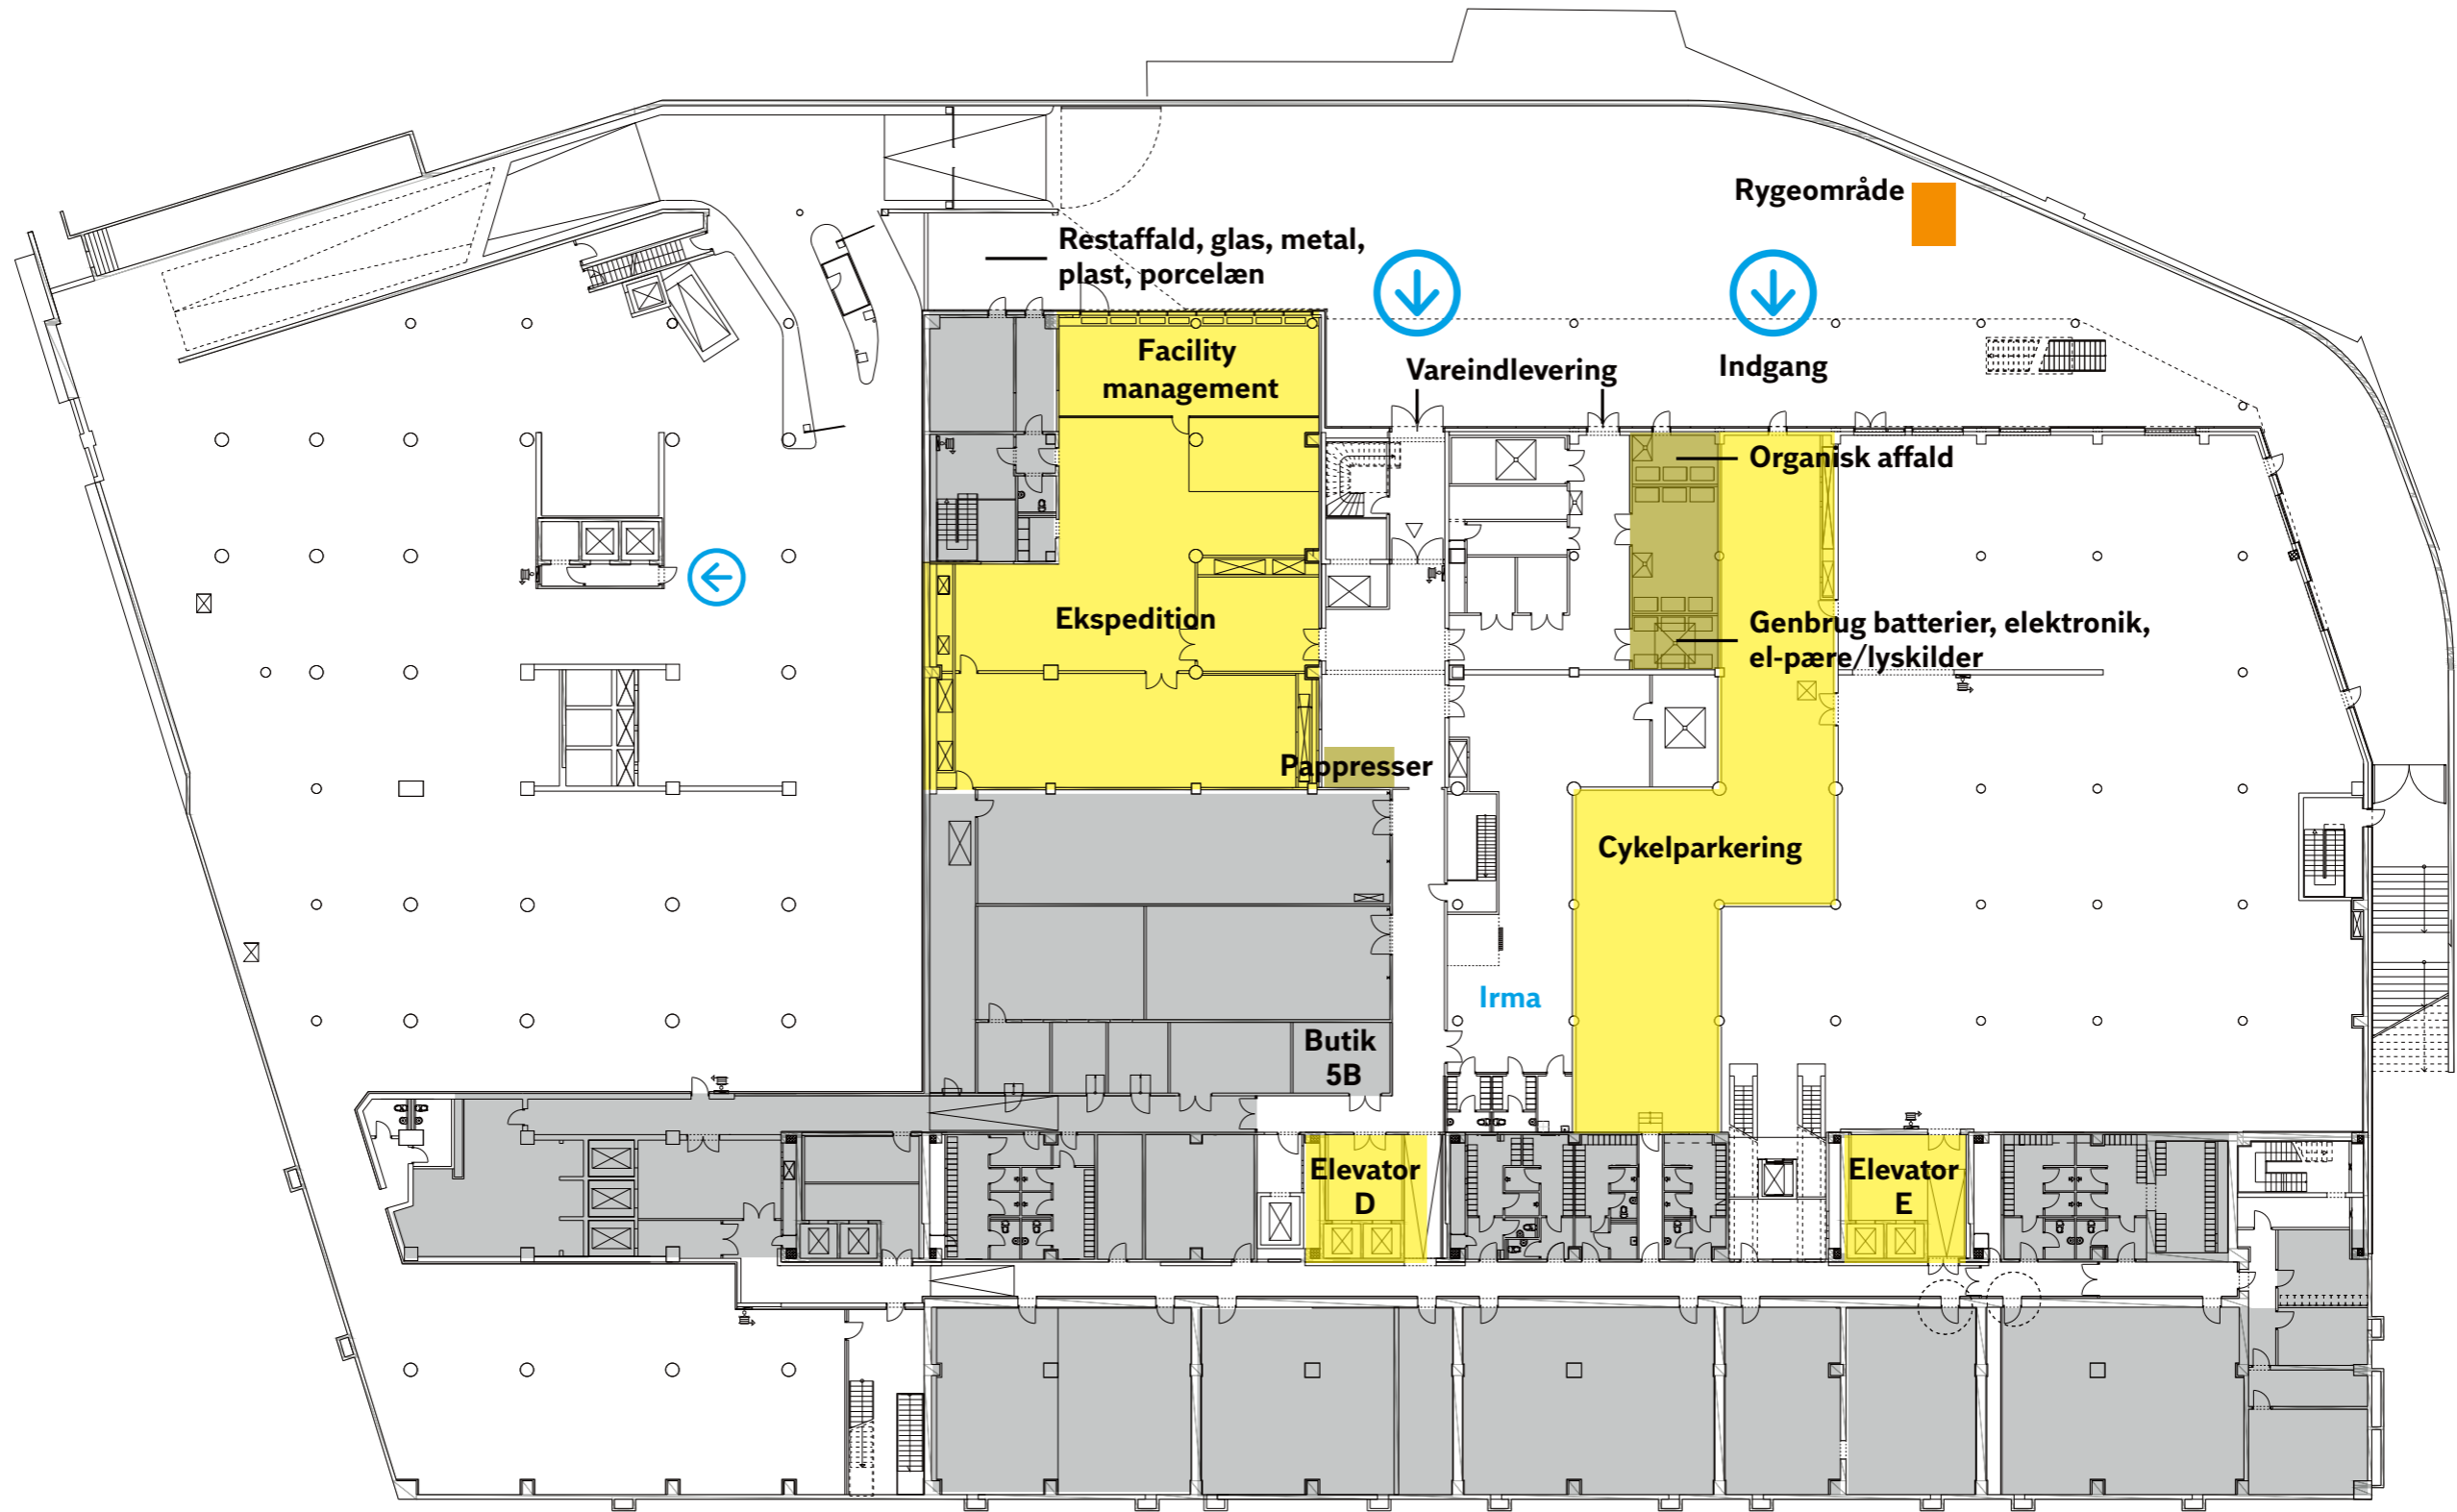 Rygeområde
Restaffald, glas, metal,
plast, porcelæn
Facility
management
Vareindlevering
Indgang
Organisk affald
Ekspedition
Genbrug batterier, elektronik,
el-pære/lyskilder
Pappresser
Cykelparkering
Irma
Butik
5B
Elevator
D
Elevator
E